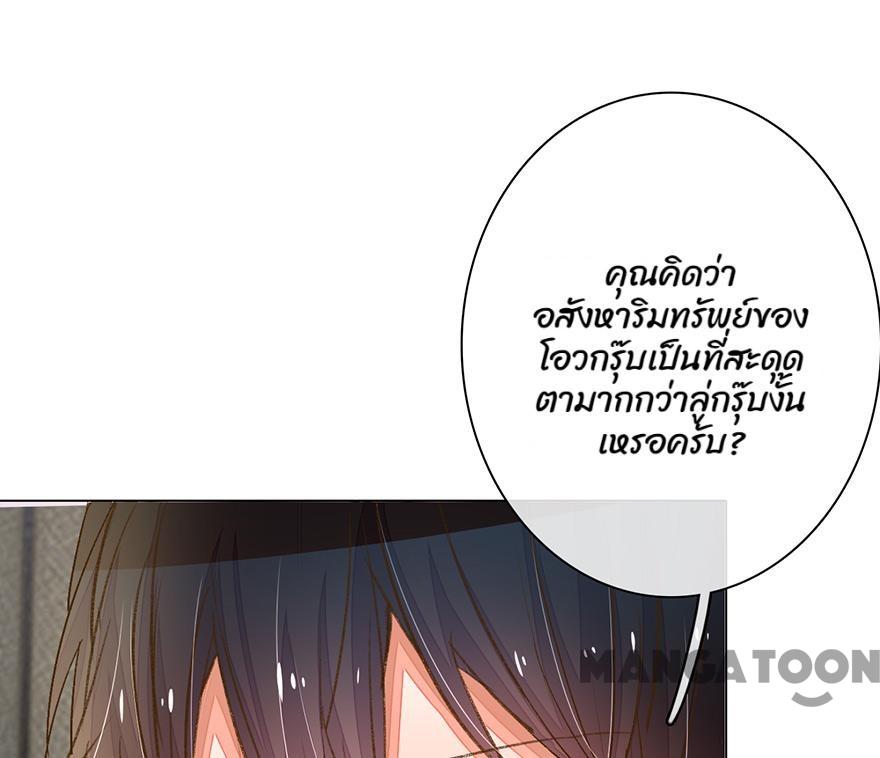 คุณคิดว่า
อสังหาริมทรัพย์ของ
โอวกรุ๊บเป็นที่สะดุด
ตามากกว่าลู่กรุ๊บงั้น
เหรอครับ?
MANGATOON